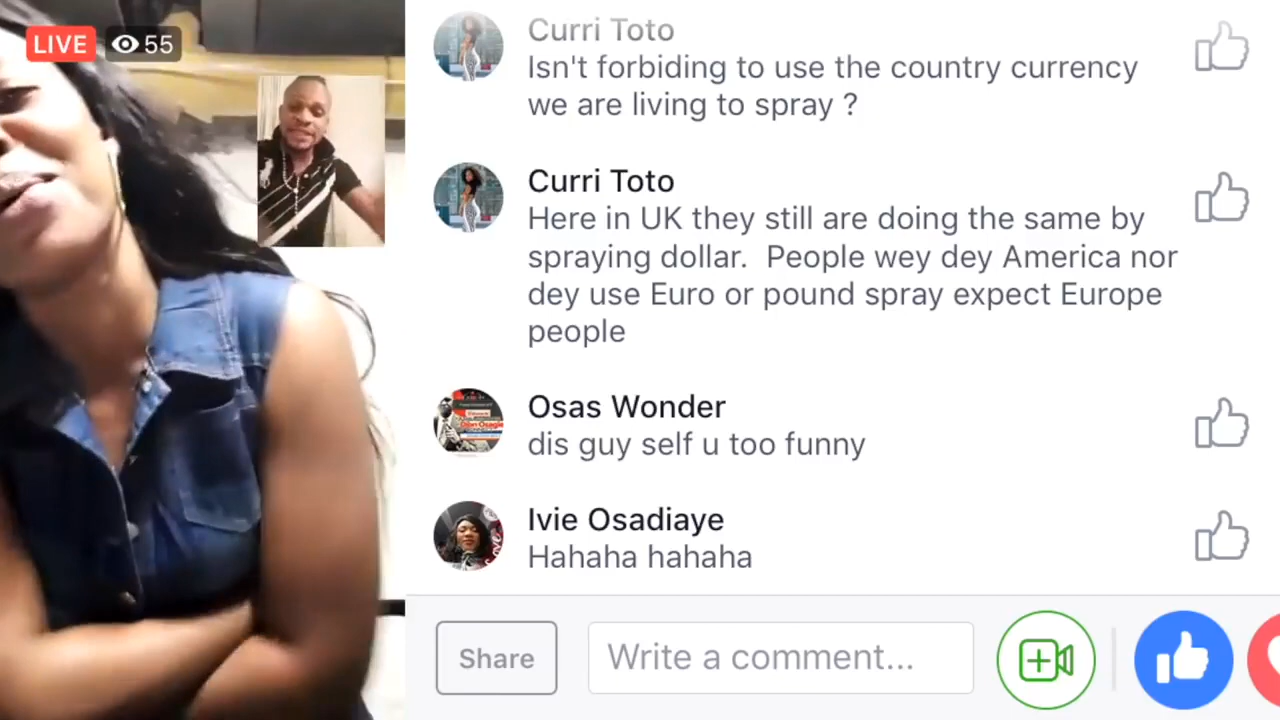 LIVE 55
Curri Toto
Isn't forbiding to use the country currency
we are living to spray ?
Curri Toto
Here in UK they still are doing the same by
spraying dollar.  People wey dey America nor
dey use Euro or pound spray expect Europe
people
Osas Wonder
dis guy self u too funny
Ivie Osadiaye
Hahaha hahaha
Share
Write a comment...